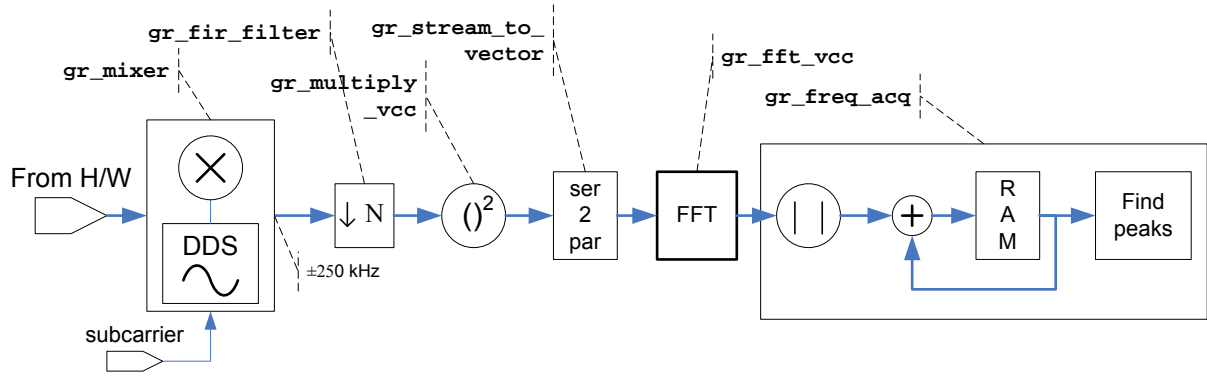 gr_fir_filter
gr_stream_to_
vector
gr_fft_vcc
gr_mixer
gr_multiply
_vcc
gr_freq_acq
From H/W
DDS
↓ N
()²
ser
2
par
FFT
| |
+
R
A
M
Find
peaks
±250 kHz
subcarrier